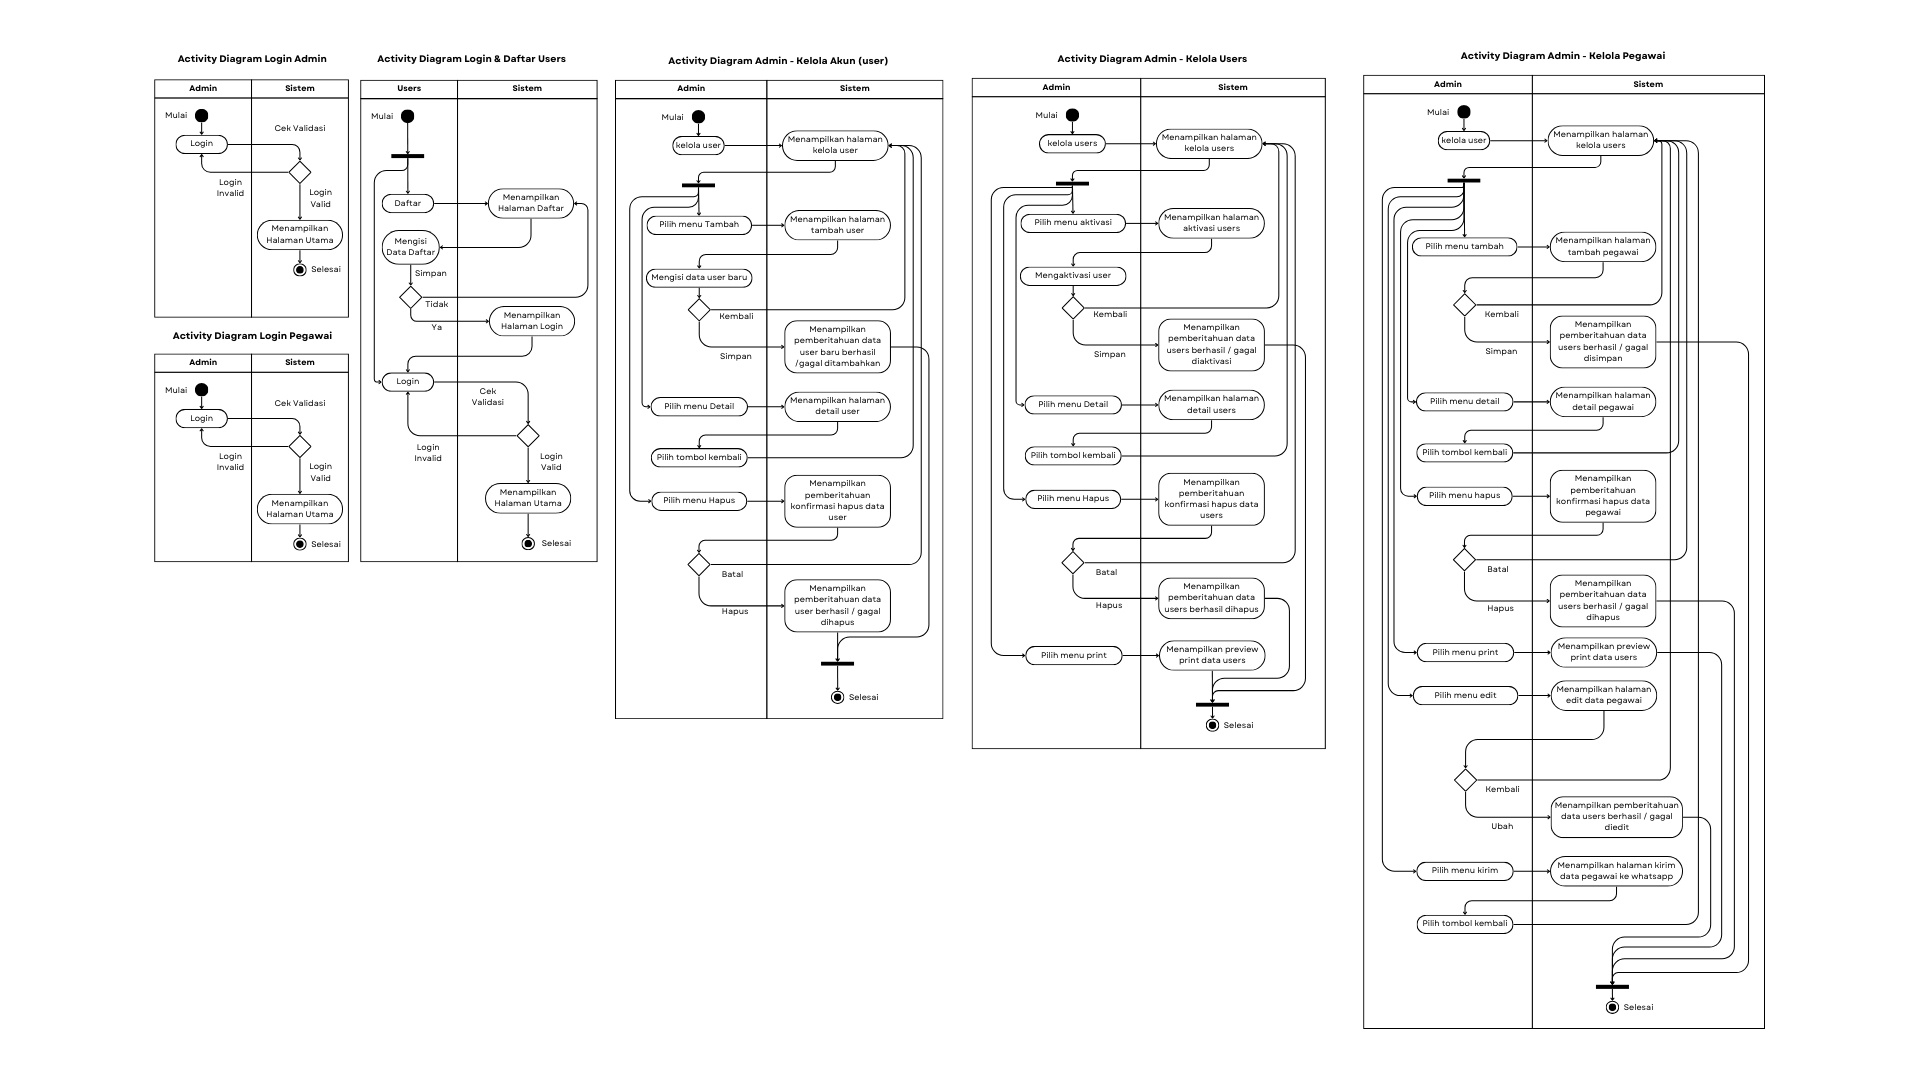 Activity Diagram Login Admin
Admin
Sistem
Mulai
Cek Validasi
Login
Login
Invalid
Login
Valid
Menampilkan
Halaman Utama
Selesai
Activity Diagram Login Pegawai
Admin
Sistem
Mulai
Cek Validasi
Login
Login
Invalid
Login
Valid
Menampilkan
Halaman Utama
Selesai
Activity Diagram Login & Daftar Users
Users
Sistem
Mulai
Daftar
Menampilkan
Halaman Daftar
Mengisi
Data Daftar
Simpan
Tidak
Ya
Menampilkan
Halaman Login
Login
Cek
Validasi
Login
Invalid
Login
Valid
Menampilkan
Halaman Utama
Selesai
Activity Diagram Admin - Kelola Akun (user)
Admin
Sistem
Mulai
kelola user
Menampilkan halaman
kelola user
Pilih menu Tambah
Menampilkan halaman
tambah user
Mengisi data user baru
Kembali
Simpan
Menampilkan
pemberitahuan data
user baru berhasil
/gagal ditambahkan
Pilih menu Detail
Menampilkan halaman
detail user
Pilih tombol kembali
Pilih menu Hapus
Menampilkan
pemberitahuan
konfirmasi hapus data
user
Batal
Hapus
Menampilkan
pemberitahuan data
user berhasil / gagal
dihapus
Selesai
Activity Diagram Admin - Kelola Users
Admin
Sistem
Mulai
kelola users
Menampilkan halaman
kelola users
Pilih menu aktivasi
Menampilkan halaman
aktivasi users
Mengaktivasi user
Kembali
Simpan
Menampilkan
pemberitahuan data
users berhasil / gagal
diaktivasi
Pilih menu Detail
Menampilkan halaman
detail users
Pilih tombol kembali
Pilih menu Hapus
Menampilkan
pemberitahuan
konfirmasi hapus data
users
Batal
Hapus
Menampilkan
pemberitahuan data
users berhasil dihapus
Pilih menu print
Menampilkan preview
print data users
Selesai
Activity Diagram Admin - Kelola Pegawai
Admin
Sistem
Mulai
kelola user
Menampilkan halaman
kelola users
Pilih menu tambah
Menampilkan halaman
tambah pegawai
Kembali
Simpan
Menampilkan
pemberitahuan data
users berhasil / gagal
disimpan
Pilih menu detail
Menampilkan halaman
detail pegawai
Pilih tombol kembali
Pilih menu hapus
Menampilkan
pemberitahuan
konfirmasi hapus data
pegawai
Batal
Hapus
Menampilkan
pemberitahuan data
users berhasil / gagal
dihapus
Pilih menu print
Menampilkan preview
print data users
Pilih menu edit
Menampilkan halaman
edit data pegawai
Kembali
Ubah
Menampilkan pemberitahuan
data users berhasil / gagal
diedit
Pilih menu kirim
Menampilkan halaman kirim
data pegawai ke whatsapp
Pilih tombol kembali
Selesai